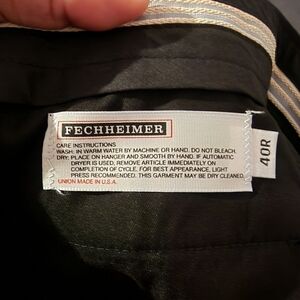 FECHHEIMER
CARE INSTRUCTIONS
WASH: IN WARM WATER BY MACHINE OR HAND. DO NOT BLEACH.
DRY: PLACE ON HANGER AND SMOOTH BY HAND. IF AUTOMATIC
DRYER IS USED, REMOVE ARTICLE IMMEDIATELY ON
COMPLETION OF CYCLE. FOR BEST APPEARANCE, LIGHT
PRESS RECOMMENDED. THIS GARMENT MAY BE DRY CLEANED.
UNION MADE IN U.S.A.
40R